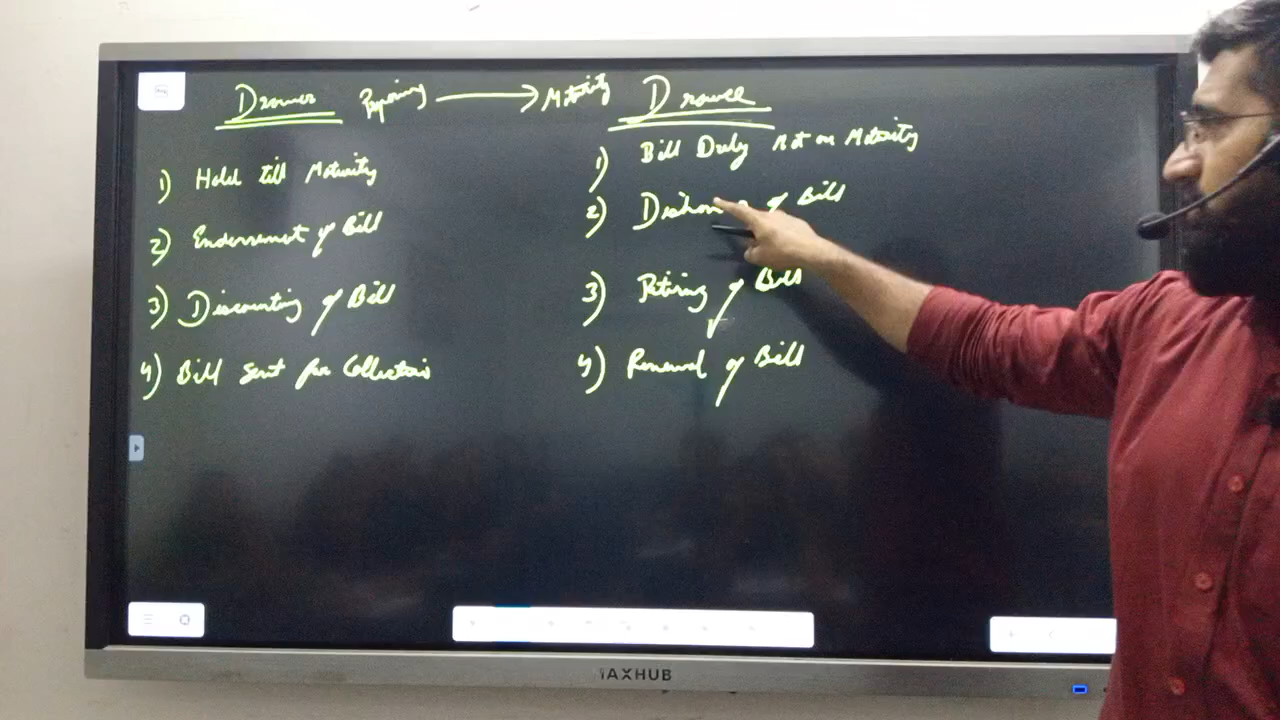 Drawer Preparing → Maturity Drawee
1) Hold till Maturity
2) Endorsement of Bill
3) Discounting of Bill
4) Bill Sent for Collection
1) Bill Duly Met on Maturity
2) of Bill
3) Retiring of Bill
4) Renewal of Bill
MAXHUB